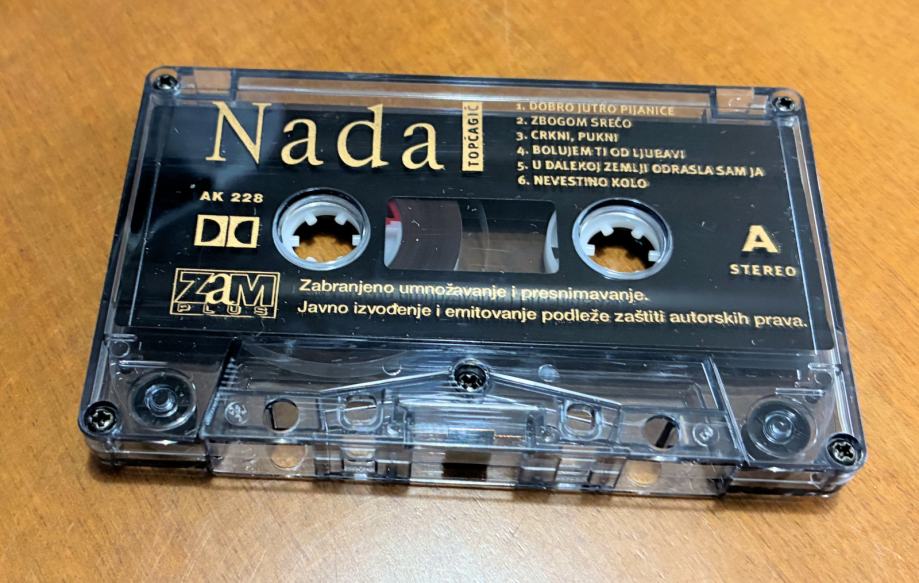 Nada
TOPČAGIĆ
1. DOBRO JUTRO PIJANICE
2. ZBOGOM SREĆO
3. CRKNI, PUKNI
4. BOLUJEM TI OD LJUBAVI
5. U DALEKOJ ZEMLJI ODRASLA SAM JA
6. NEVESTINO KOLO
AK 228
A
STEREO
ZaM
PLUS
Zabranjeno umnožavanje i presnimavanje.
Javno izvođenje i emitovanje podleže zaštiti autorskih prava.